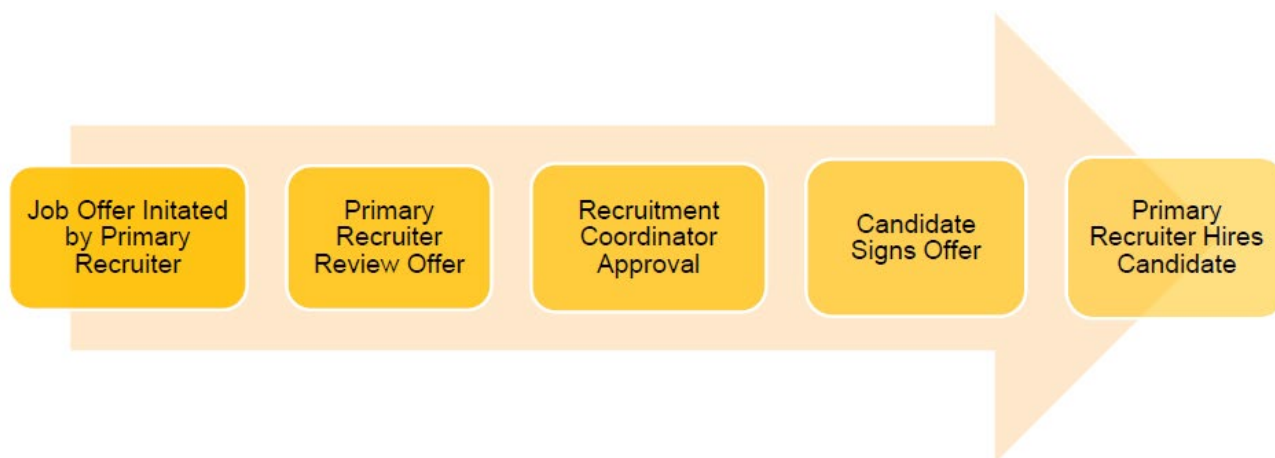 Job Offer Initated
by Primary
Recruiter
Primary
Recruiter
Review Offer
Recruitment
Coordinator
Approval
Candidate
Signs Offer
Primary
Recruiter Hires
Candidate